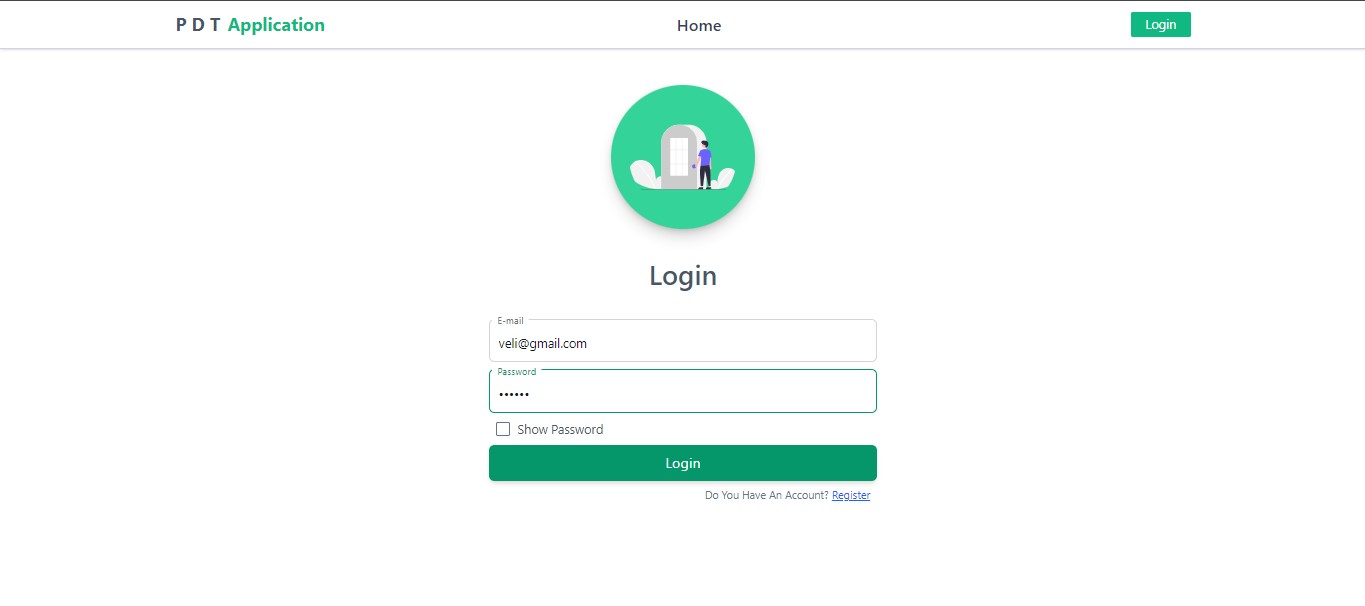 P D T Application
Home
Login
Login
E-mail
veli@gmail.com
Password
••••••
Show Password
Login
Do You Have An Account? Register